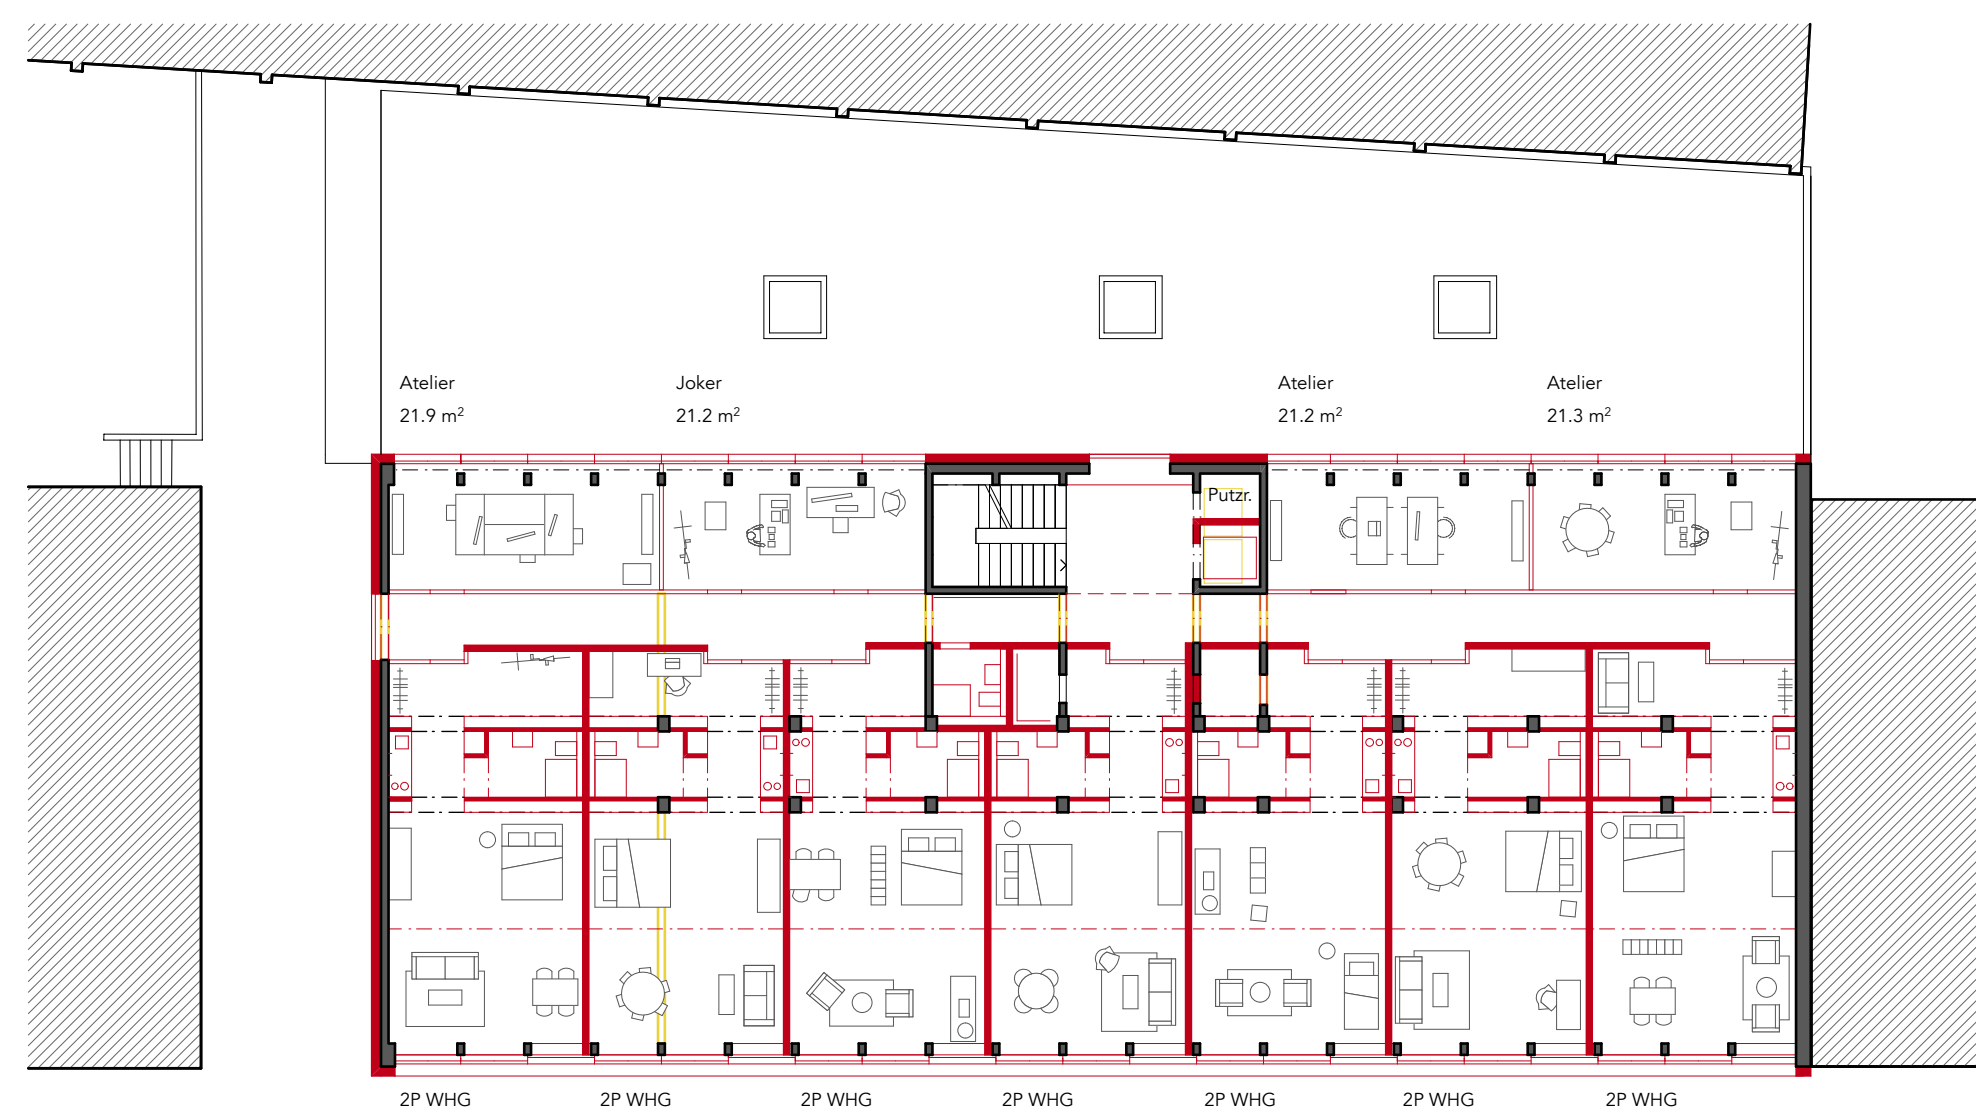 Atelier
21.9 m²
Joker
21.2 m²
Atelier
21.2 m²
Atelier
21.3 m²
Putzr.
2P WHG
2P WHG
2P WHG
2P WHG
2P WHG
2P WHG
2P WHG